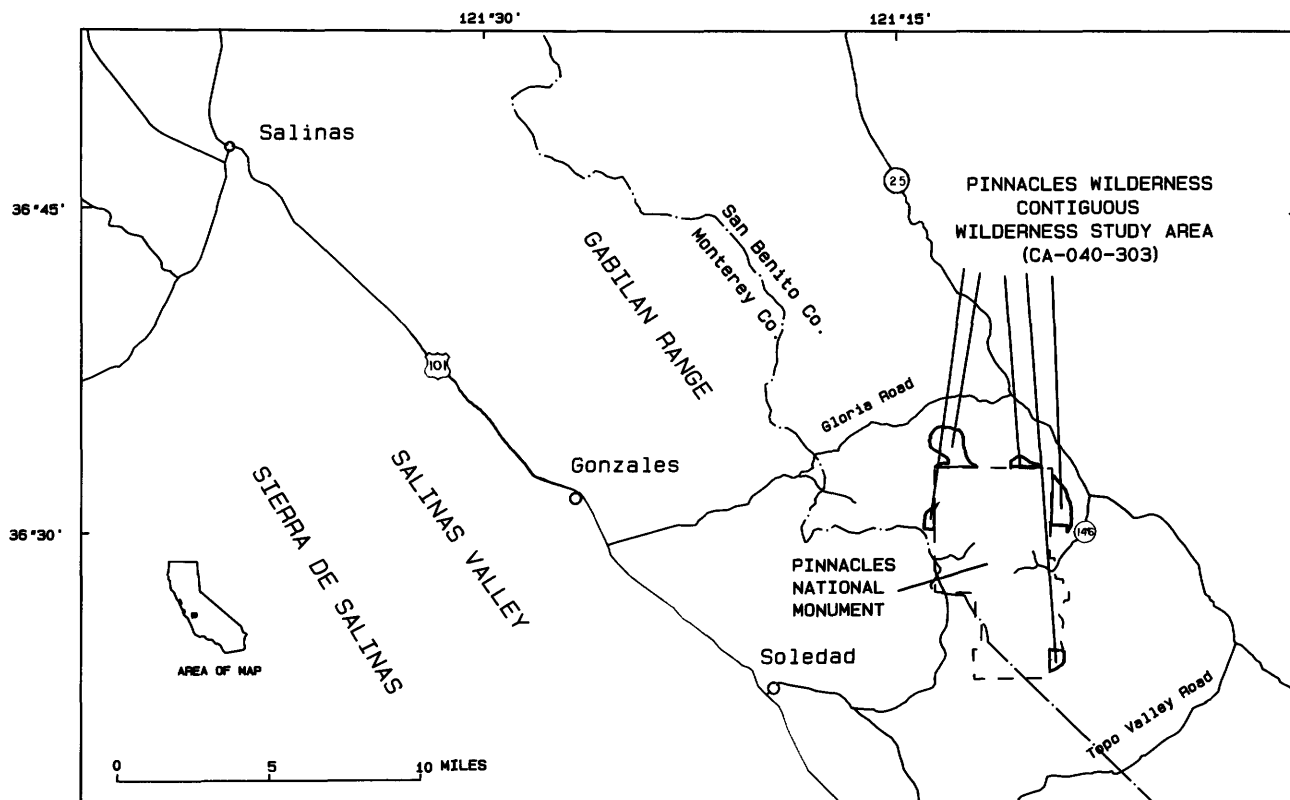 121°30'
121°15'
Salinas
25
PINNACLES WILDERNESS
CONTIGUOUS
WILDERNESS STUDY AREA
(CA-040-303)
36°45'
San Benito Co.
Monterey Co.
GABILAN RANGE
101
Gloria Road
Gonzales
SALINAS VALLEY
SIERRA DE SALINAS
36°30'
146
PINNACLES
NATIONAL
MONUMENT
AREA OF MAP
Soledad
Topo Valley Road
0 5 10 MILES